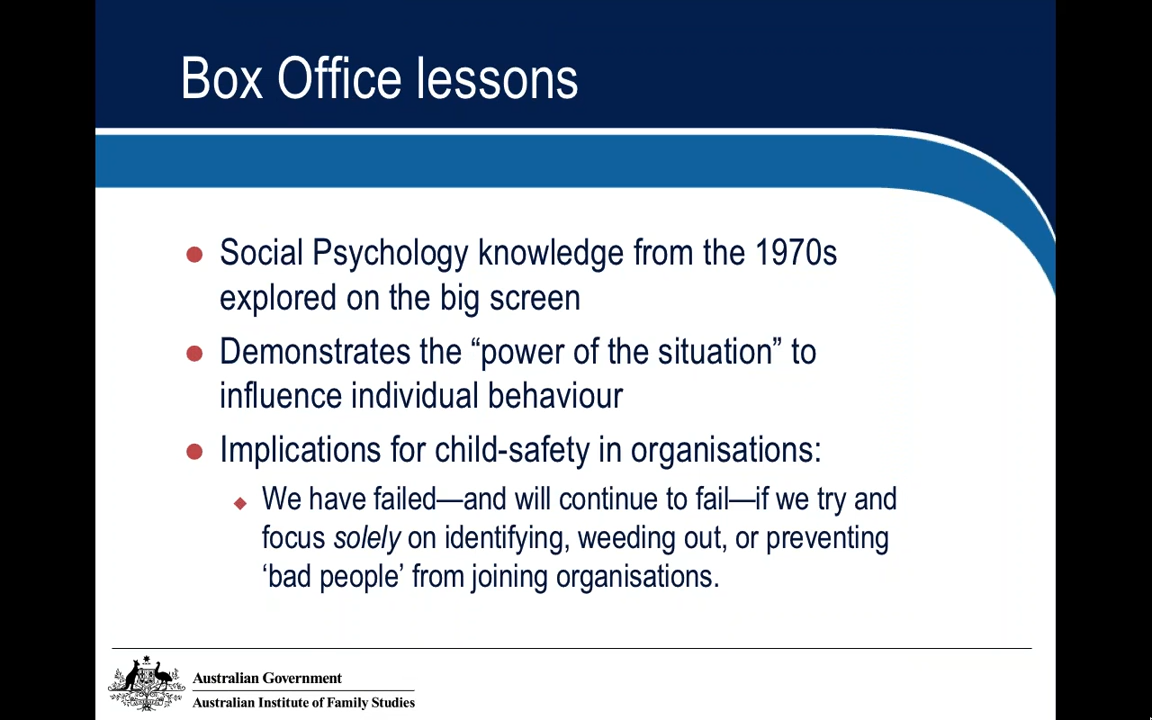 Box Office lessons
Social Psychology knowledge from the 1970s
explored on the big screen
Demonstrates the “power of the situation” to
influence individual behaviour
Implications for child-safety in organisations:
We have failed—and will continue to fail—if we try and
focus solely on identifying, weeding out, or preventing
‘bad people’ from joining organisations.
Australian Government
Australian Institute of Family Studies